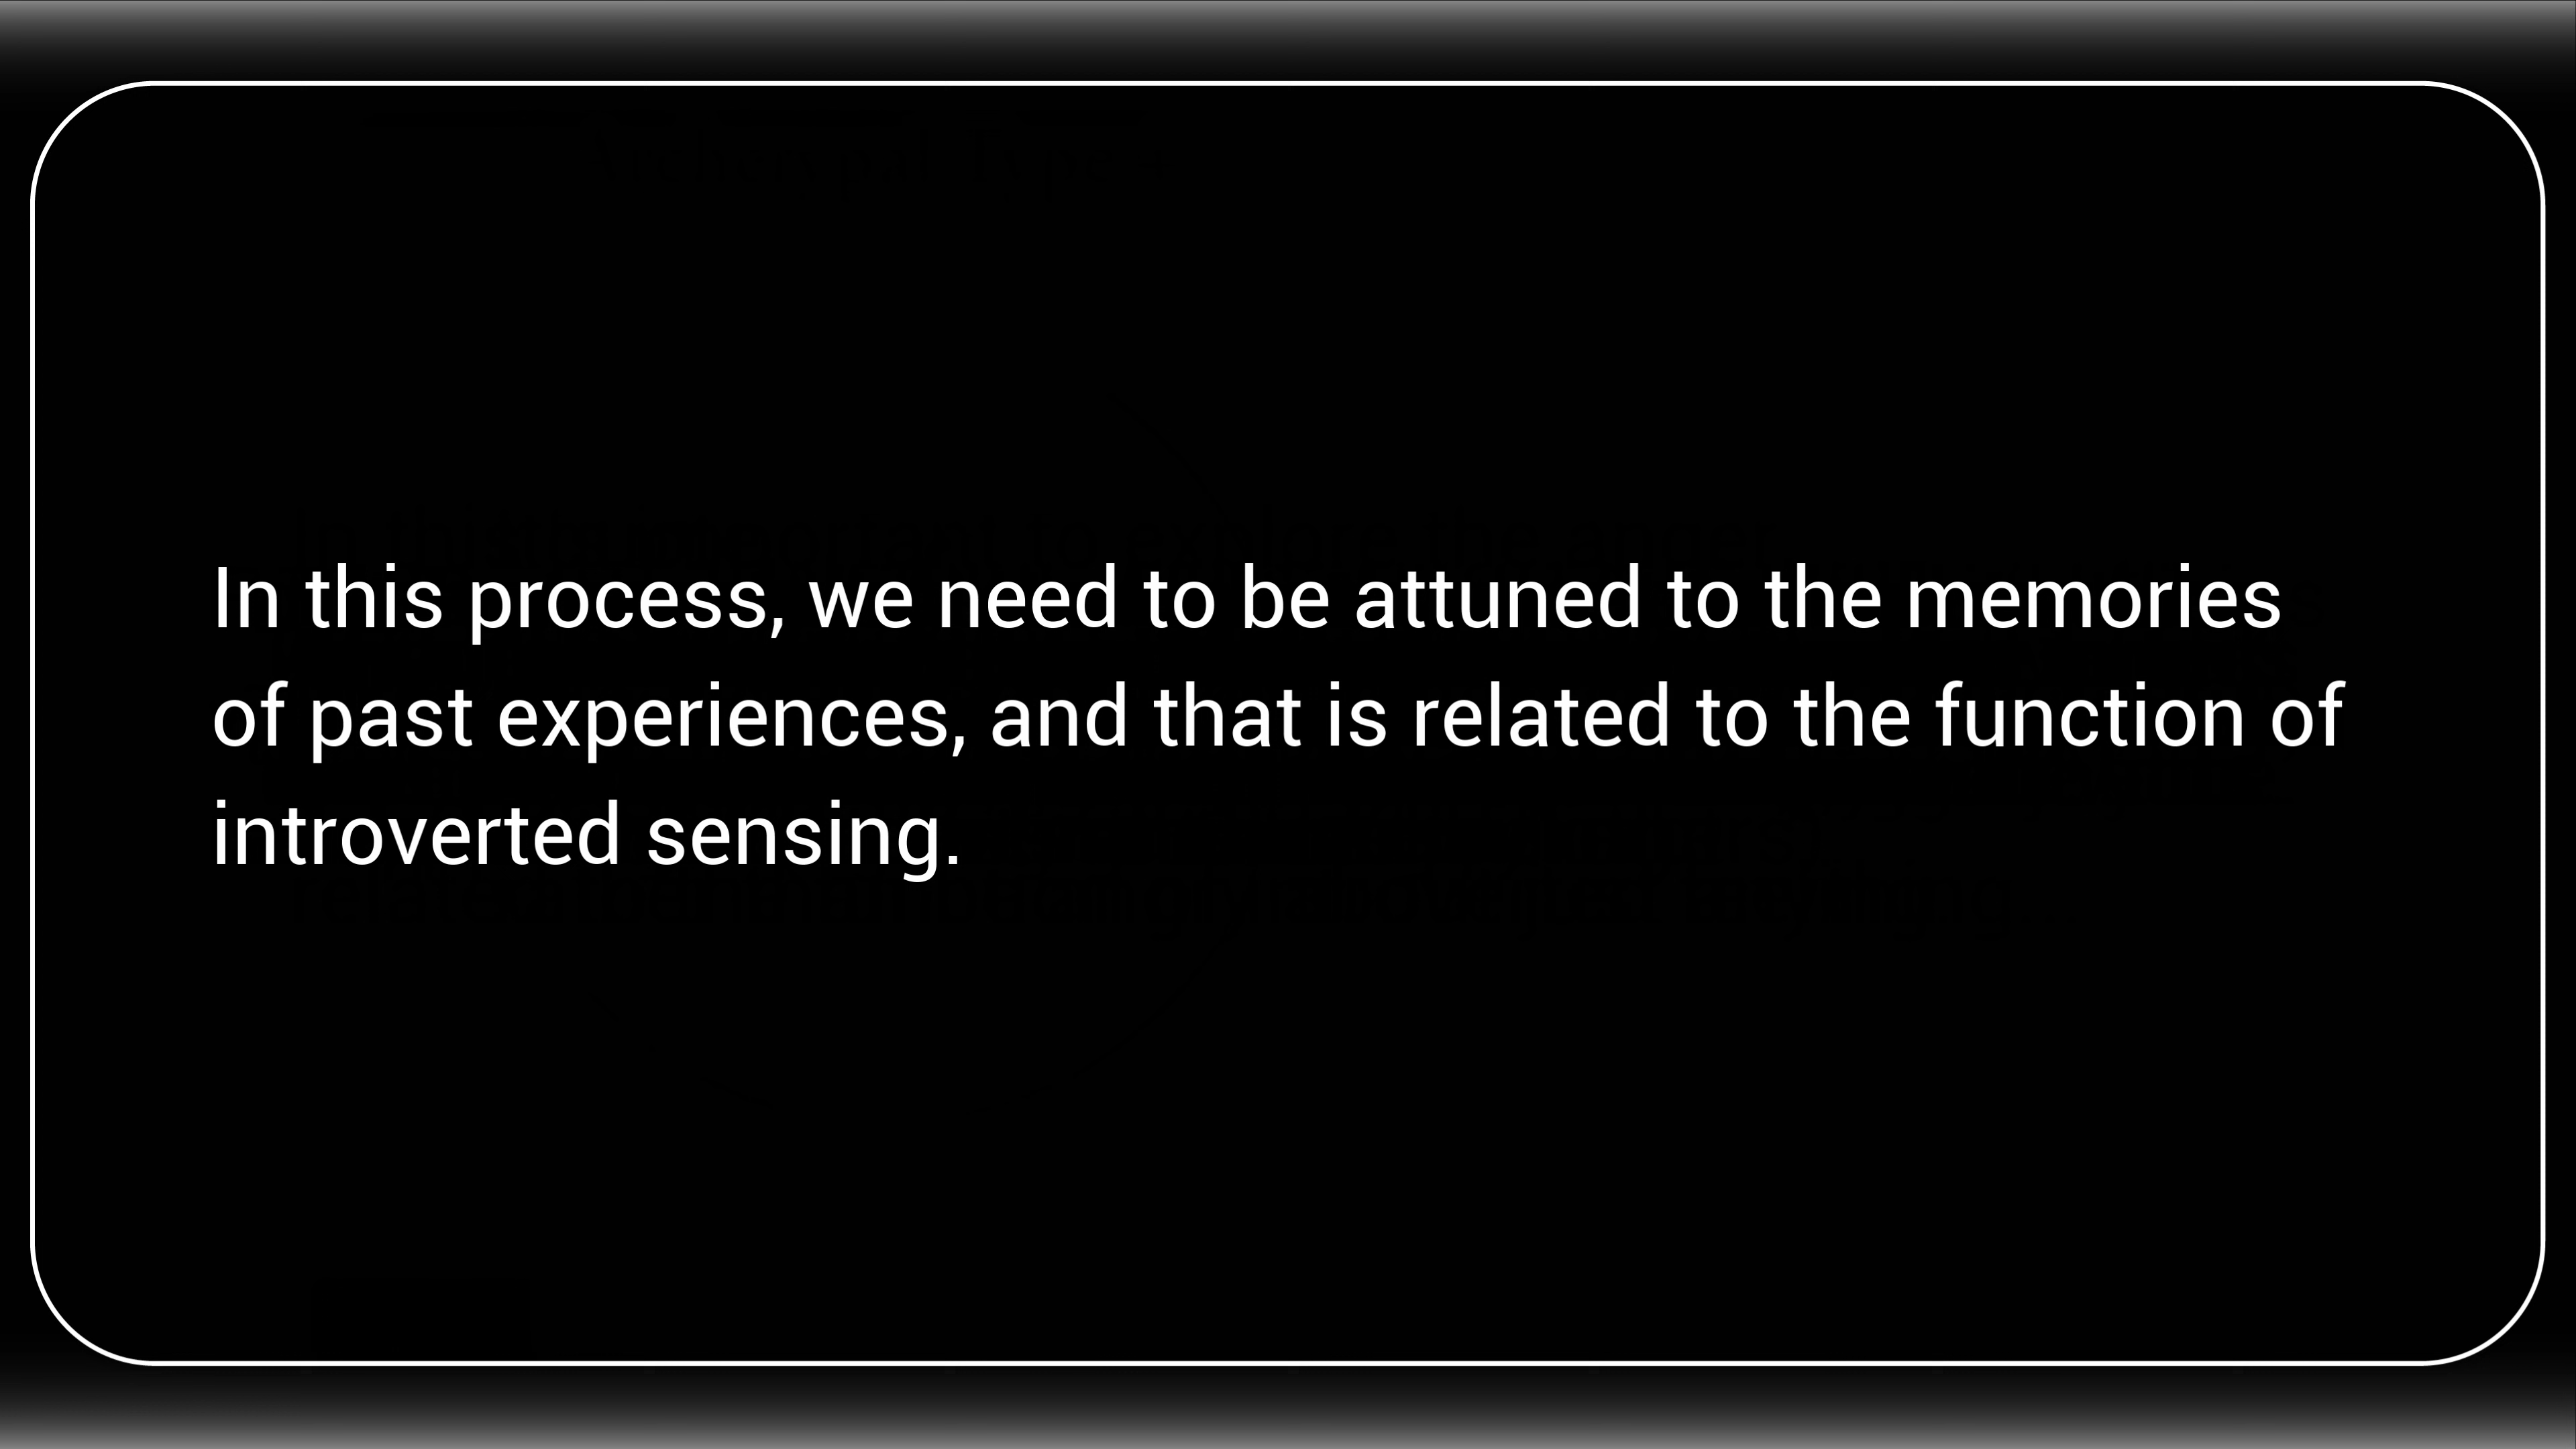 In this process, we need to be attuned to the memories
of past experiences, and that is related to the function of
introverted sensing.